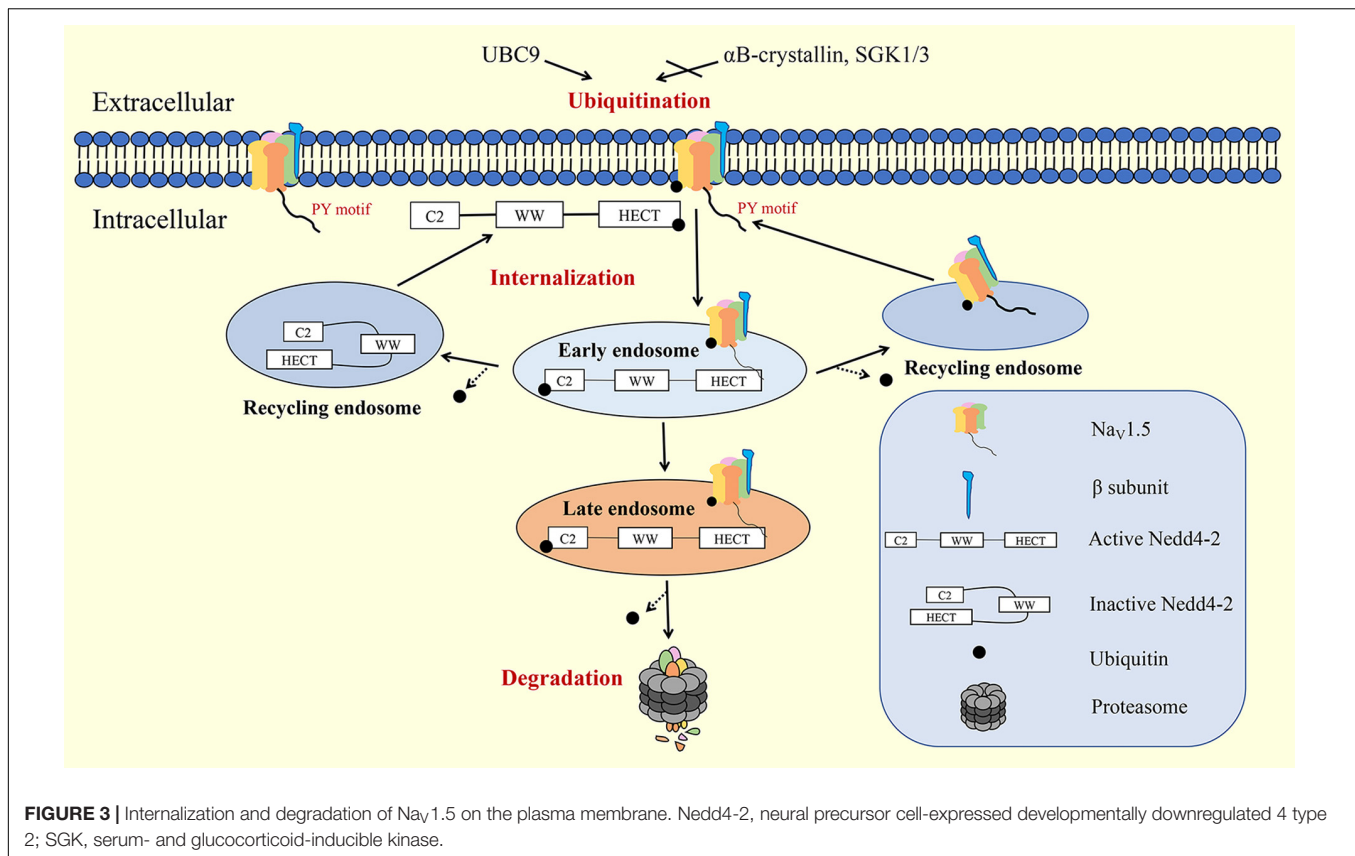 UBC9
αB-crystallin, SGK1/3
Ubiquitination
Extracellular
Intracellular
PY motif
C2
WW
HECT
PY motif
Internalization
C2
WW
HECT
Recycling endosome
Early endosome
C2
WW
HECT
Recycling endosome
Late endosome
C2
WW
HECT
Degradation
NaV1.5
β subunit
C2
WW
HECT
Active Nedd4-2
C2
WW
HECT
Inactive Nedd4-2
Ubiquitin
Proteasome
FIGURE 3 | Internalization and degradation of NaV1.5 on the plasma membrane. Nedd4-2, neural precursor cell-expressed developmentally downregulated 4 type
2; SGK, serum- and glucocorticoid-inducible kinase.